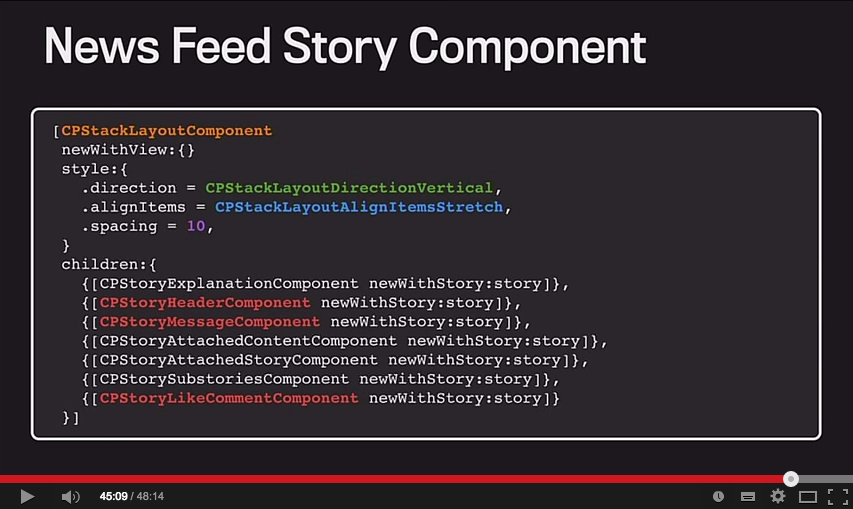 News Feed Story Component
[CPStackLayoutComponent
newWithView:{}
style:{
.direction = CPStackLayoutDirectionVertical,
.alignItems = CPStackLayoutAlignItemsStretch,
.spacing = 10,
}
children:{
{[CPStoryExplanationComponent newWithStory:story]},
{[CPStoryHeaderComponent newWithStory:story]},
{[CPStoryMessageComponent newWithStory:story]},
{[CPStoryAttachedContentComponent newWithStory:story]},
{[CPStoryAttachedStoryComponent newWithStory:story]},
{[CPStorySubstoriesComponent newWithStory:story]},
{[CPStoryLikeCommentComponent newWithStory:story]}
}]
45:09 / 48:14